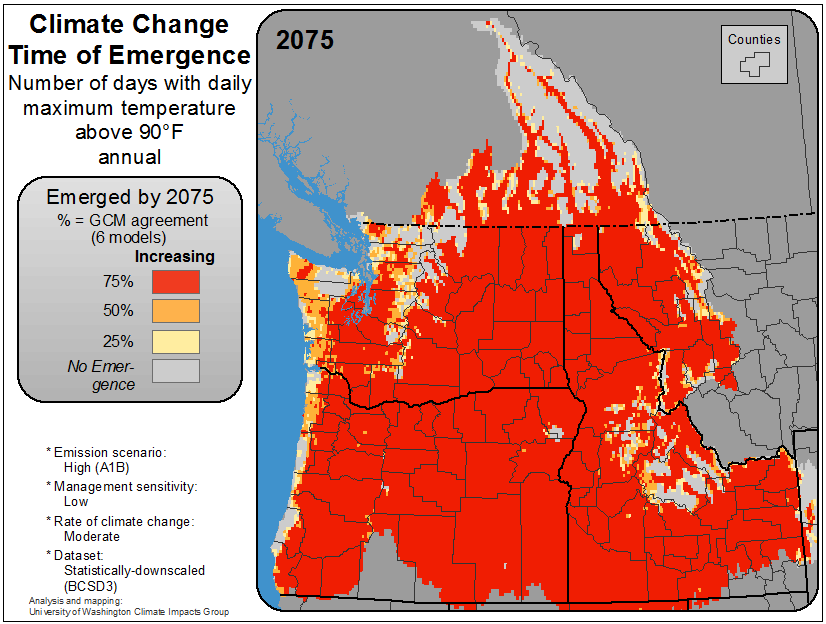 Climate Change
Time of Emergence
Number of days with daily
maximum temperature
above 90°F
annual
Emerged by 2075
% = GCM agreement
(6 models)
Increasing
75%
50%
25%
No Emer-
gence
* Emission scenario:
High (A1B)
* Management sensitivity:
Low
* Rate of climate change:
Moderate
* Dataset:
Statistically-downscaled
(BCSD3)
Analysis and mapping:
University of Washington Climate Impacts Group
2075
Counties